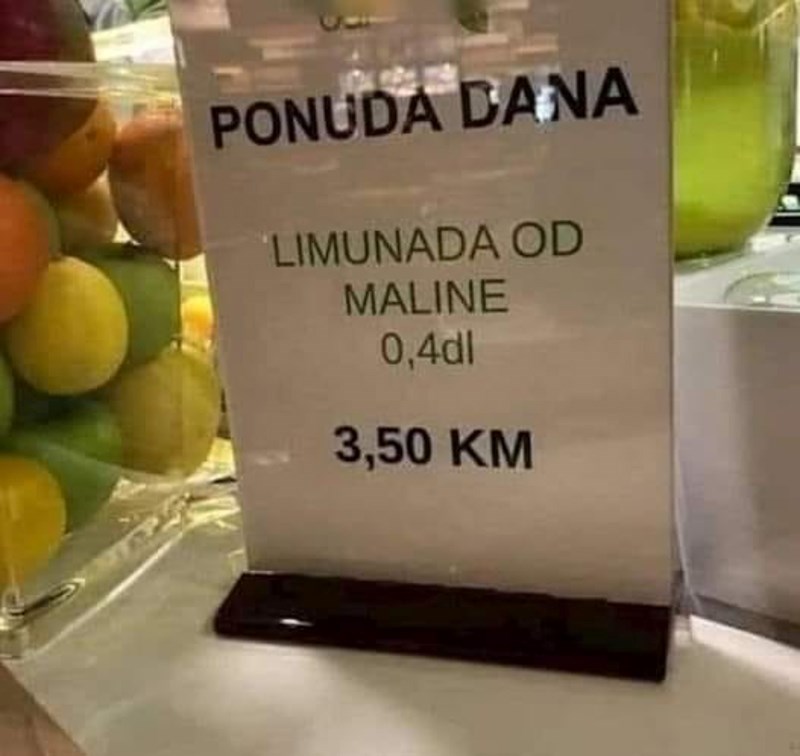 PONUDA DANA
LIMUNADA OD
MALINE
0,4dl
3,50 KM